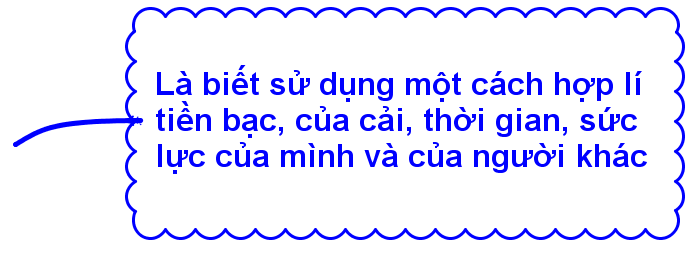 Là biết sử dụng một cách hợp lí
tiền bạc, của cải, thời gian, sức
lực của mình và của người khác